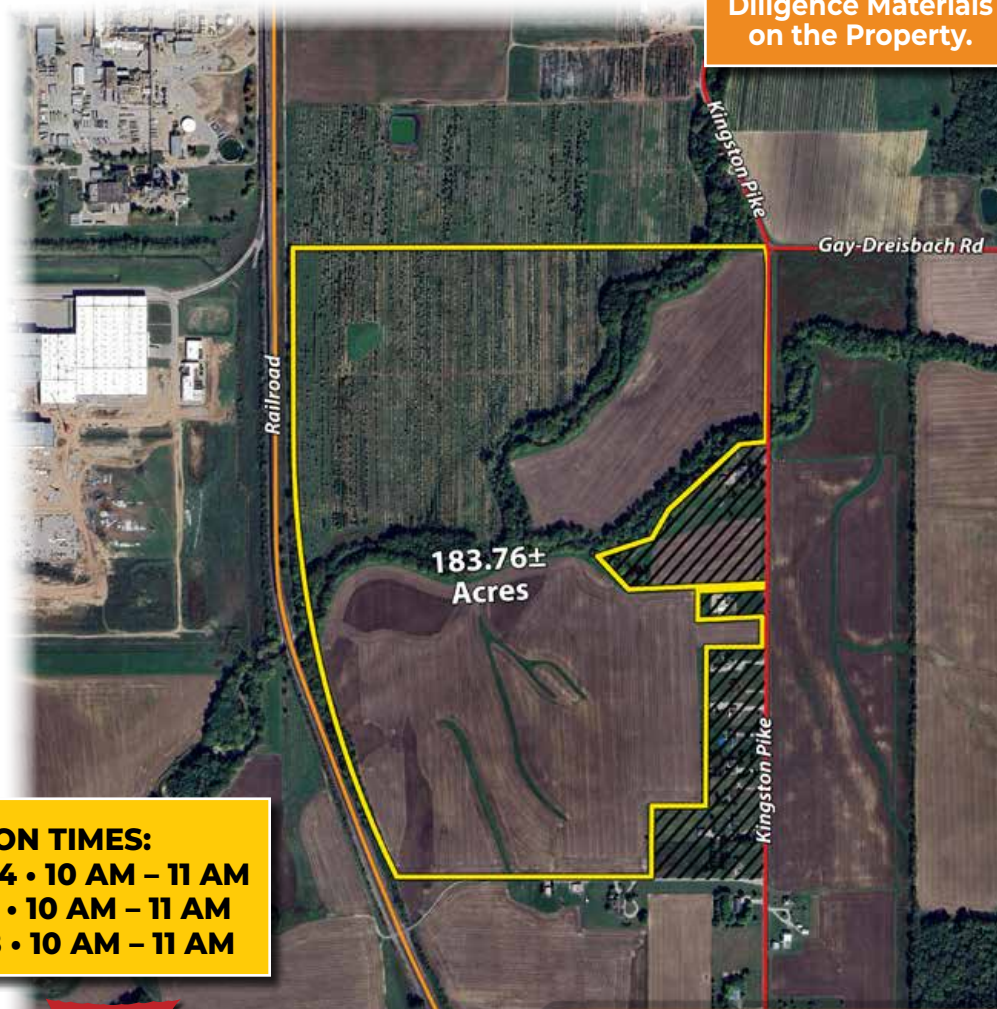 Diligence Materials
on the Property.
Kingston Pike
Gay-Dreisbach Rd
Railroad
183.76±
Acres
Kingston Pike
ON TIMES:
4 • 10 AM – 11 AM
• 10 AM – 11 AM
• 10 AM – 11 AM